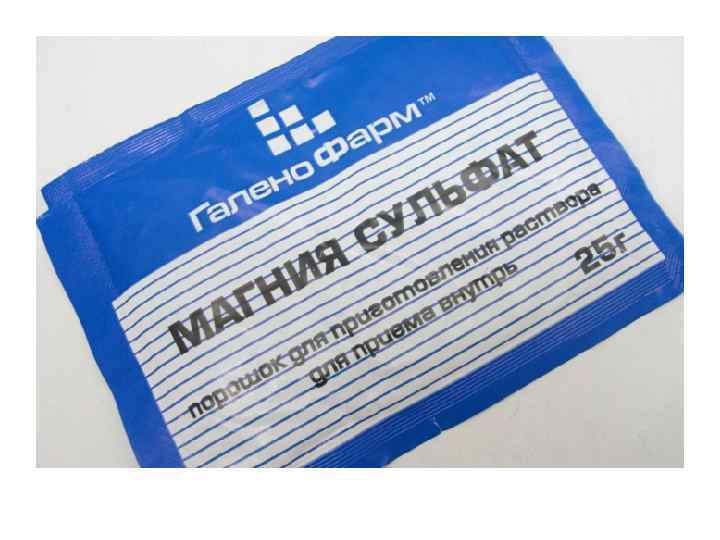 ГаленоФарм™
МАГНИЯ СУЛЬФАТ
порошок для приготовления раствора
для приема внутрь
25г